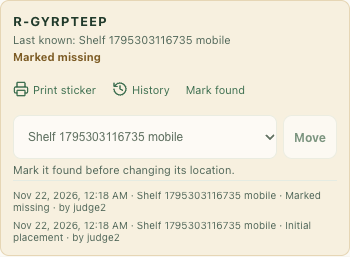 R-GYRPTEEP
Last known: Shelf 1795303116735 mobile
Marked missing
Print sticker History Mark found
Shelf 1795303116735 mobile Move
Mark it found before changing its location.
Nov 22, 2026, 12:18 AM · Shelf 1795303116735 mobile · Marked
missing · by judge2
Nov 22, 2026, 12:18 AM · Shelf 1795303116735 mobile · Initial
placement · by judge2